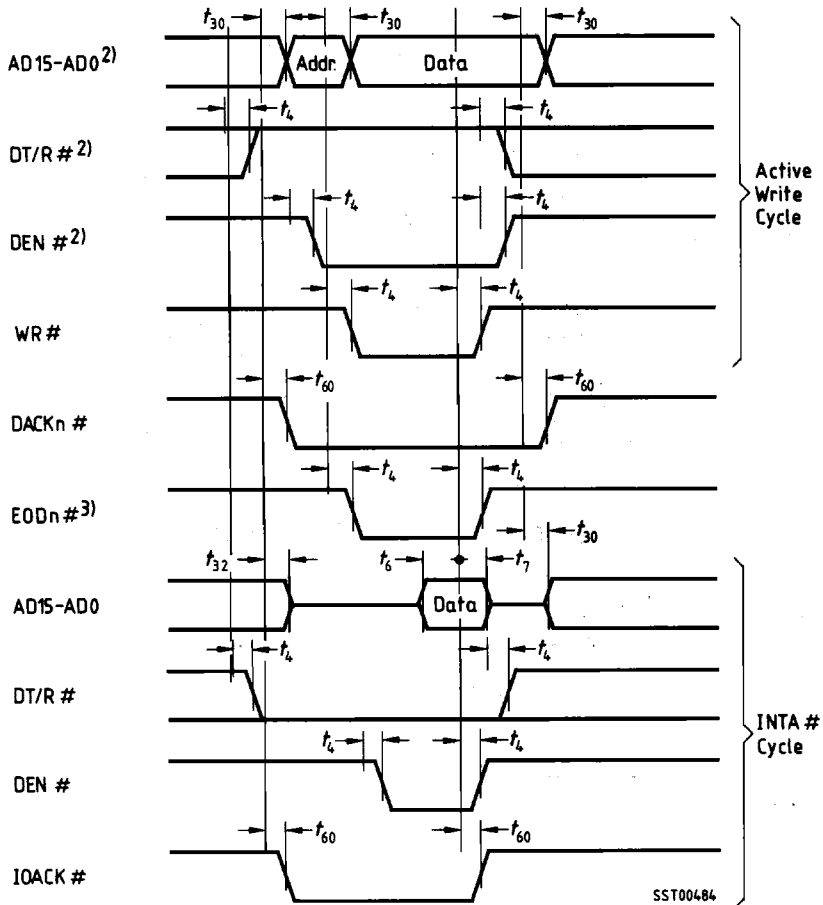 t30 t30 t30
AD15-AD0 2) Addr. Data
t4 t4
DT/R # 2)
t4 t4
DEN # 2)
t4 t4
WR #
Active
Write
Cycle
t60 t60
DACKn #
t4 t4
EODn # 3)
t30
t32 t6 t7
AD15-AD0 Data
t4 t4
DT/R #
t4 t4
DEN #
t60 t60
IOACK #
INTA #
Cycle
SST00484